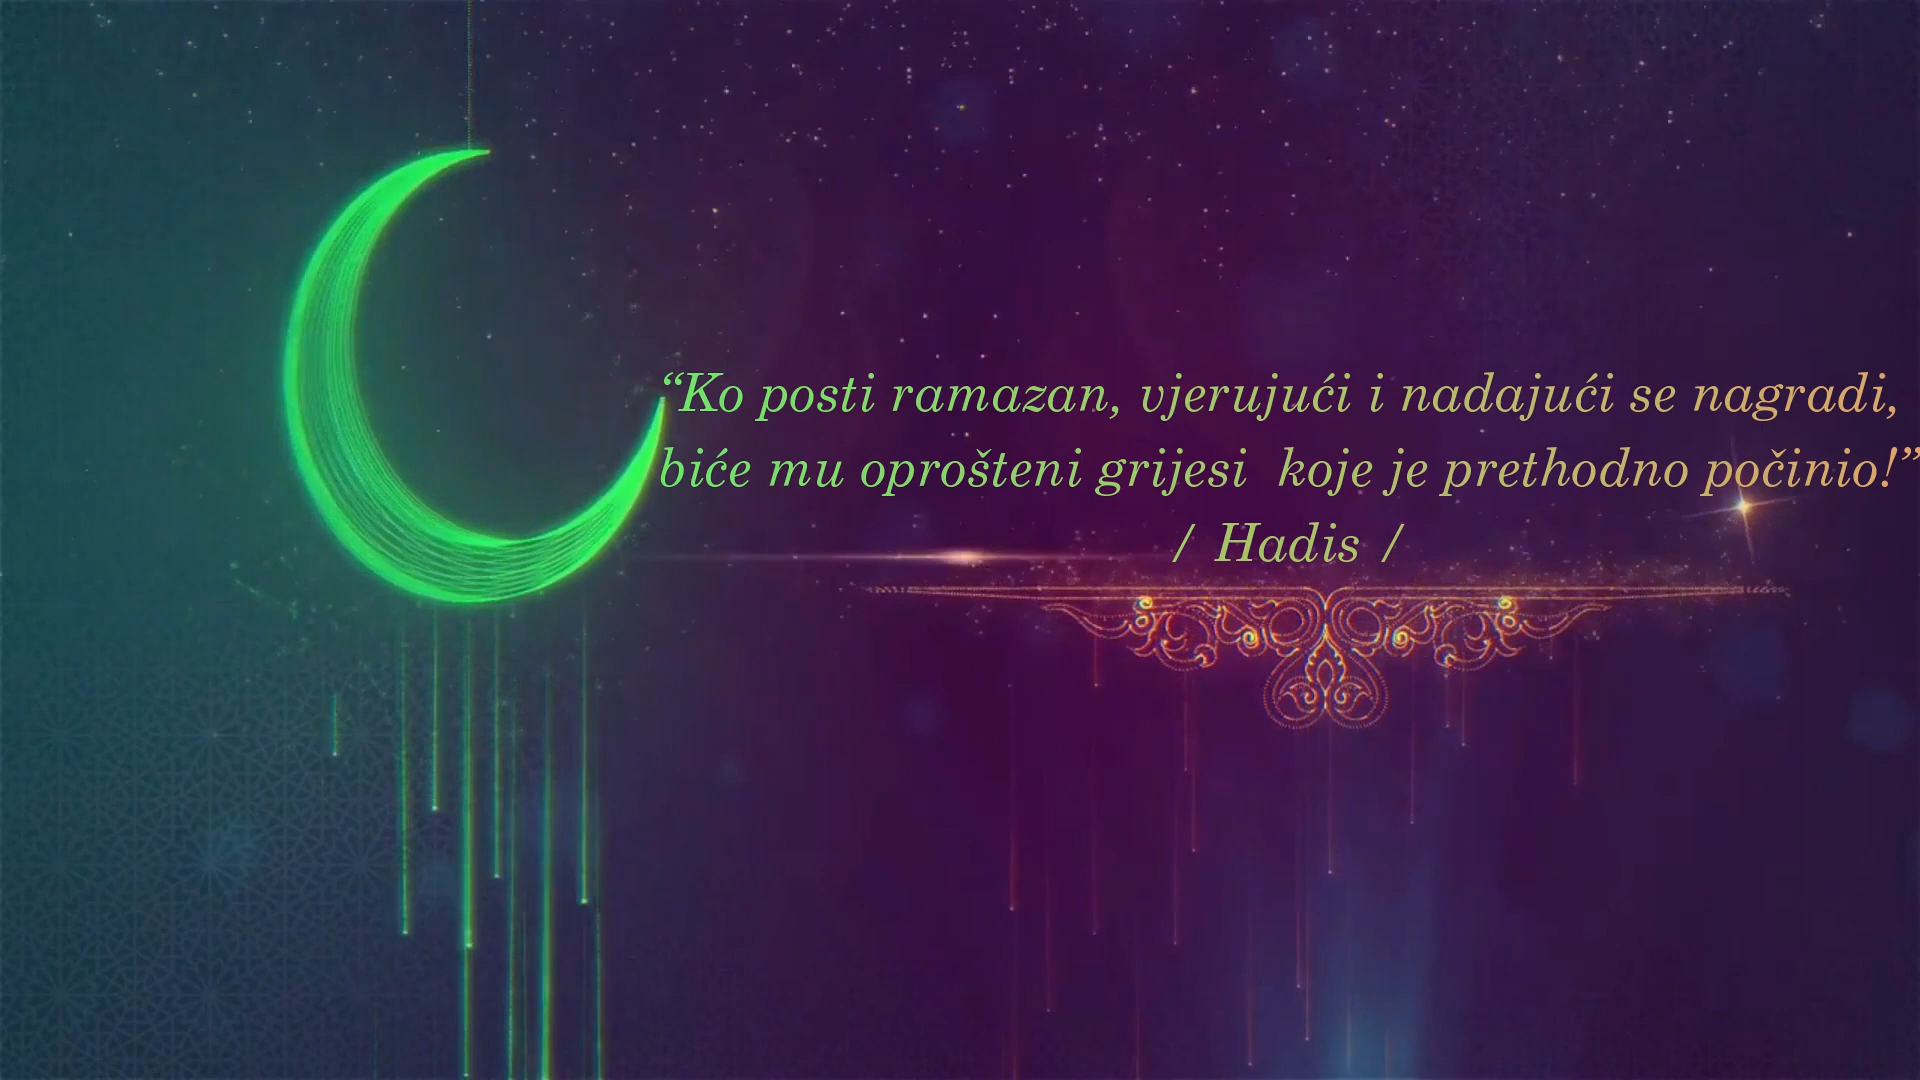 “Ko posti ramazan, vjerujući i nadajući se nagradi,
biće mu oprošteni grijesi  koje je prethodno počinio!”
/ Hadis /